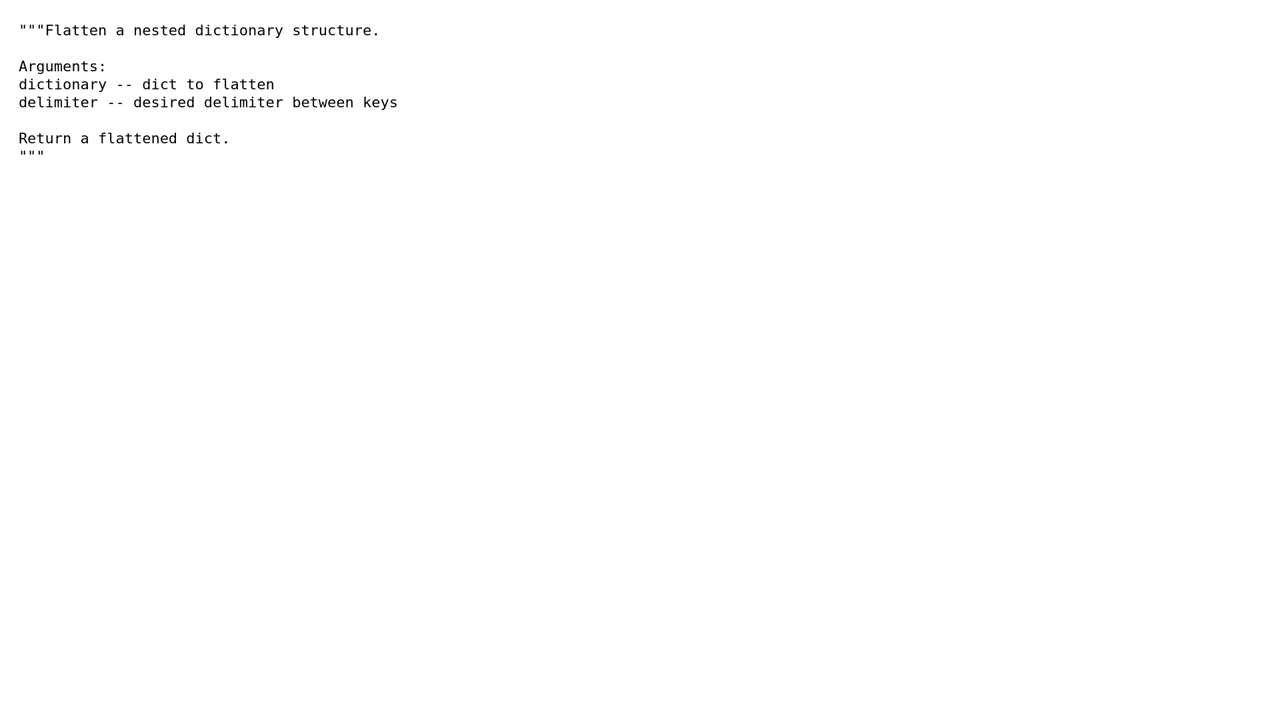 """Flatten a nested dictionary structure.

Arguments:
dictionary -- dict to flatten
delimiter -- desired delimiter between keys

Return a flattened dict.
"""